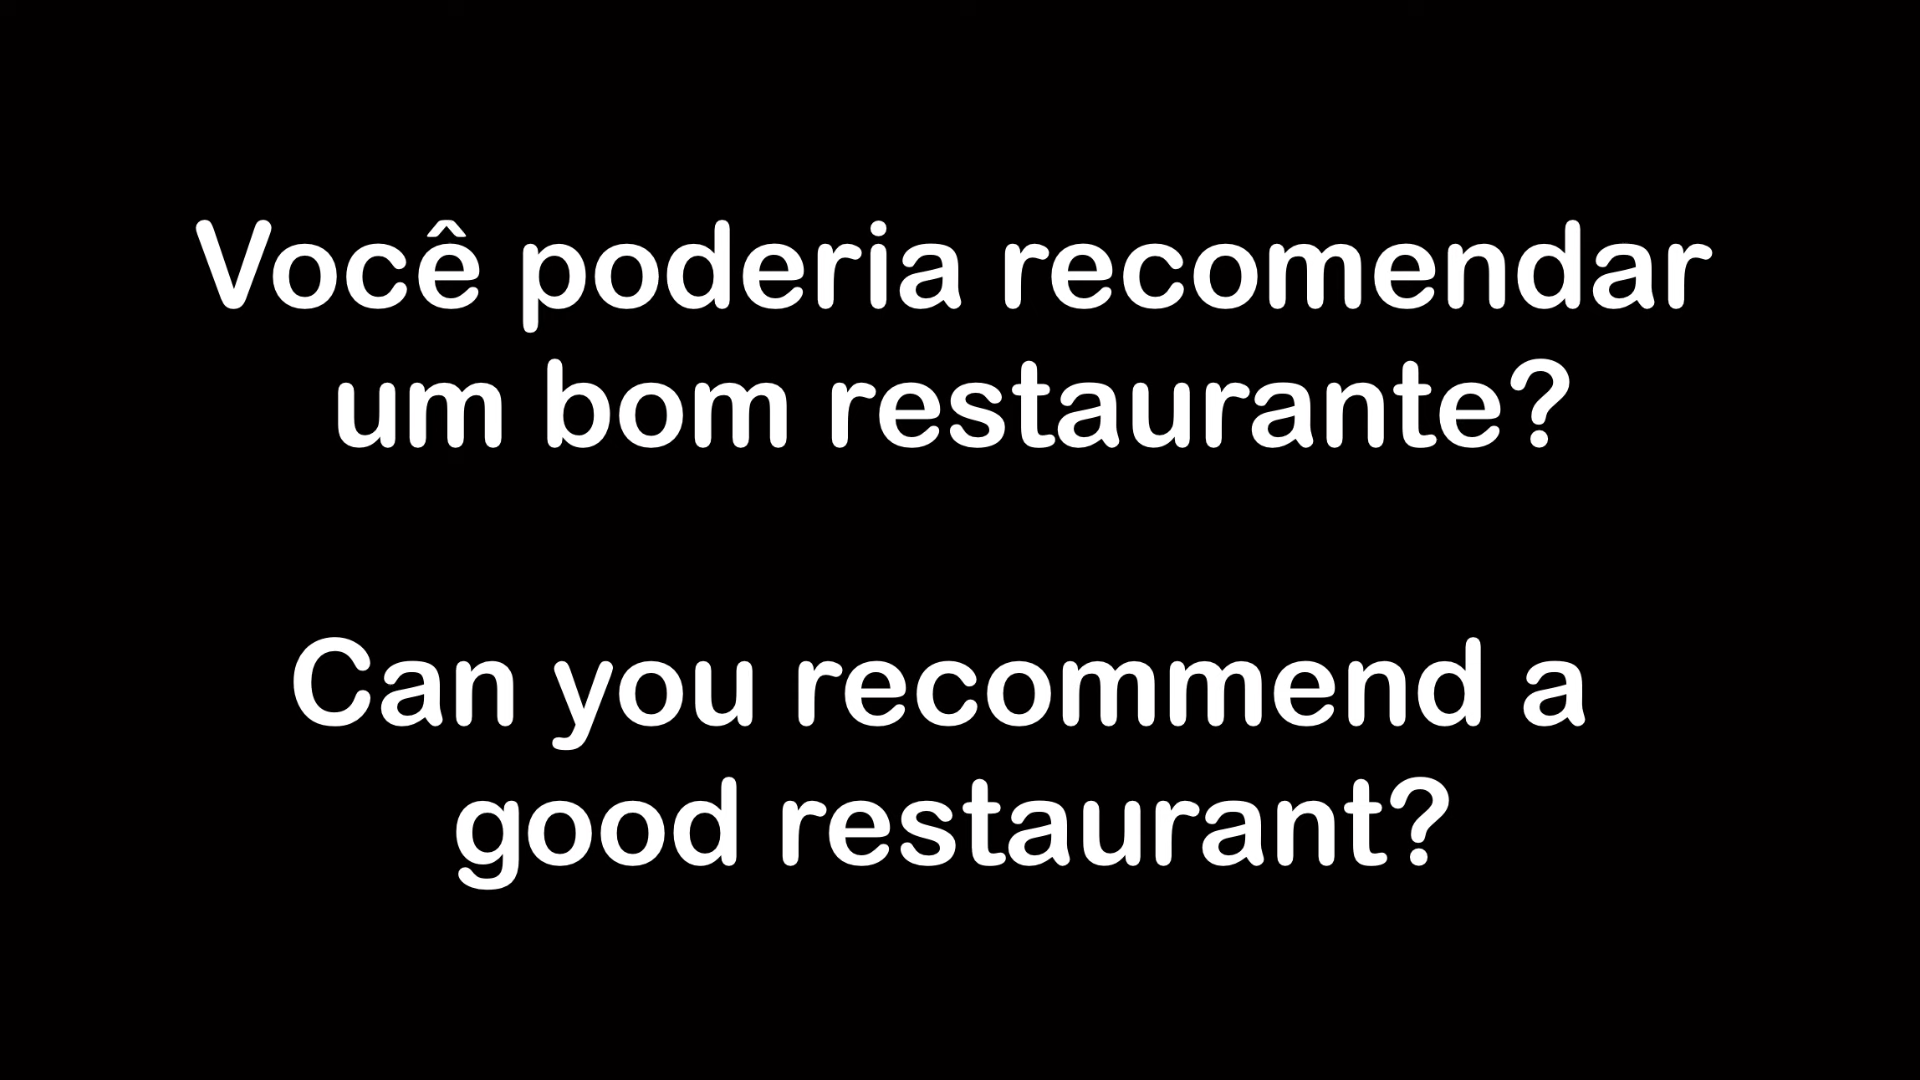 Você poderia recomendar
um bom restaurante?
Can you recommend a
good restaurant?